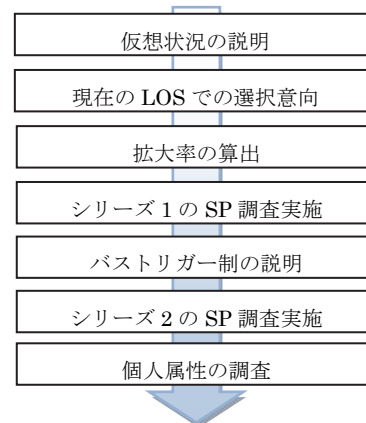 仮想状況の説明
現在の LOS での選択意向
拡大率の算出
シリーズ 1 の SP 調査実施
バストリガー制の説明
シリーズ 2 の SP 調査実施
個人属性の調査